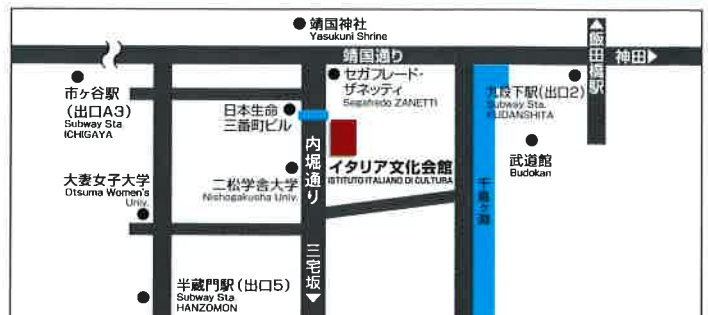 靖国神社
Yasukuni Shrine
靖国通り
▲飯田橋駅
神田▶
市ヶ谷駅
(出口A3)
Subway Sta
ICHIGAYA
セガフレード・
ザネッティ
Segafredo ZANETTI
九段下駅(出口2)
Subway Sta.
KUDANSHITA
日本生命
三番町ビル
内堀通り
イタリア文化会館
ISTITUTO ITALIANO DI CULTURA
武道館
Budokan
大妻女子大学
Otsuma Women's
Univ.
二松学舎大学
Nishogakusha Univ.
千鳥ヶ淵
三宅坂▼
半蔵門駅(出口5)
Subway Sta
HANZOMON